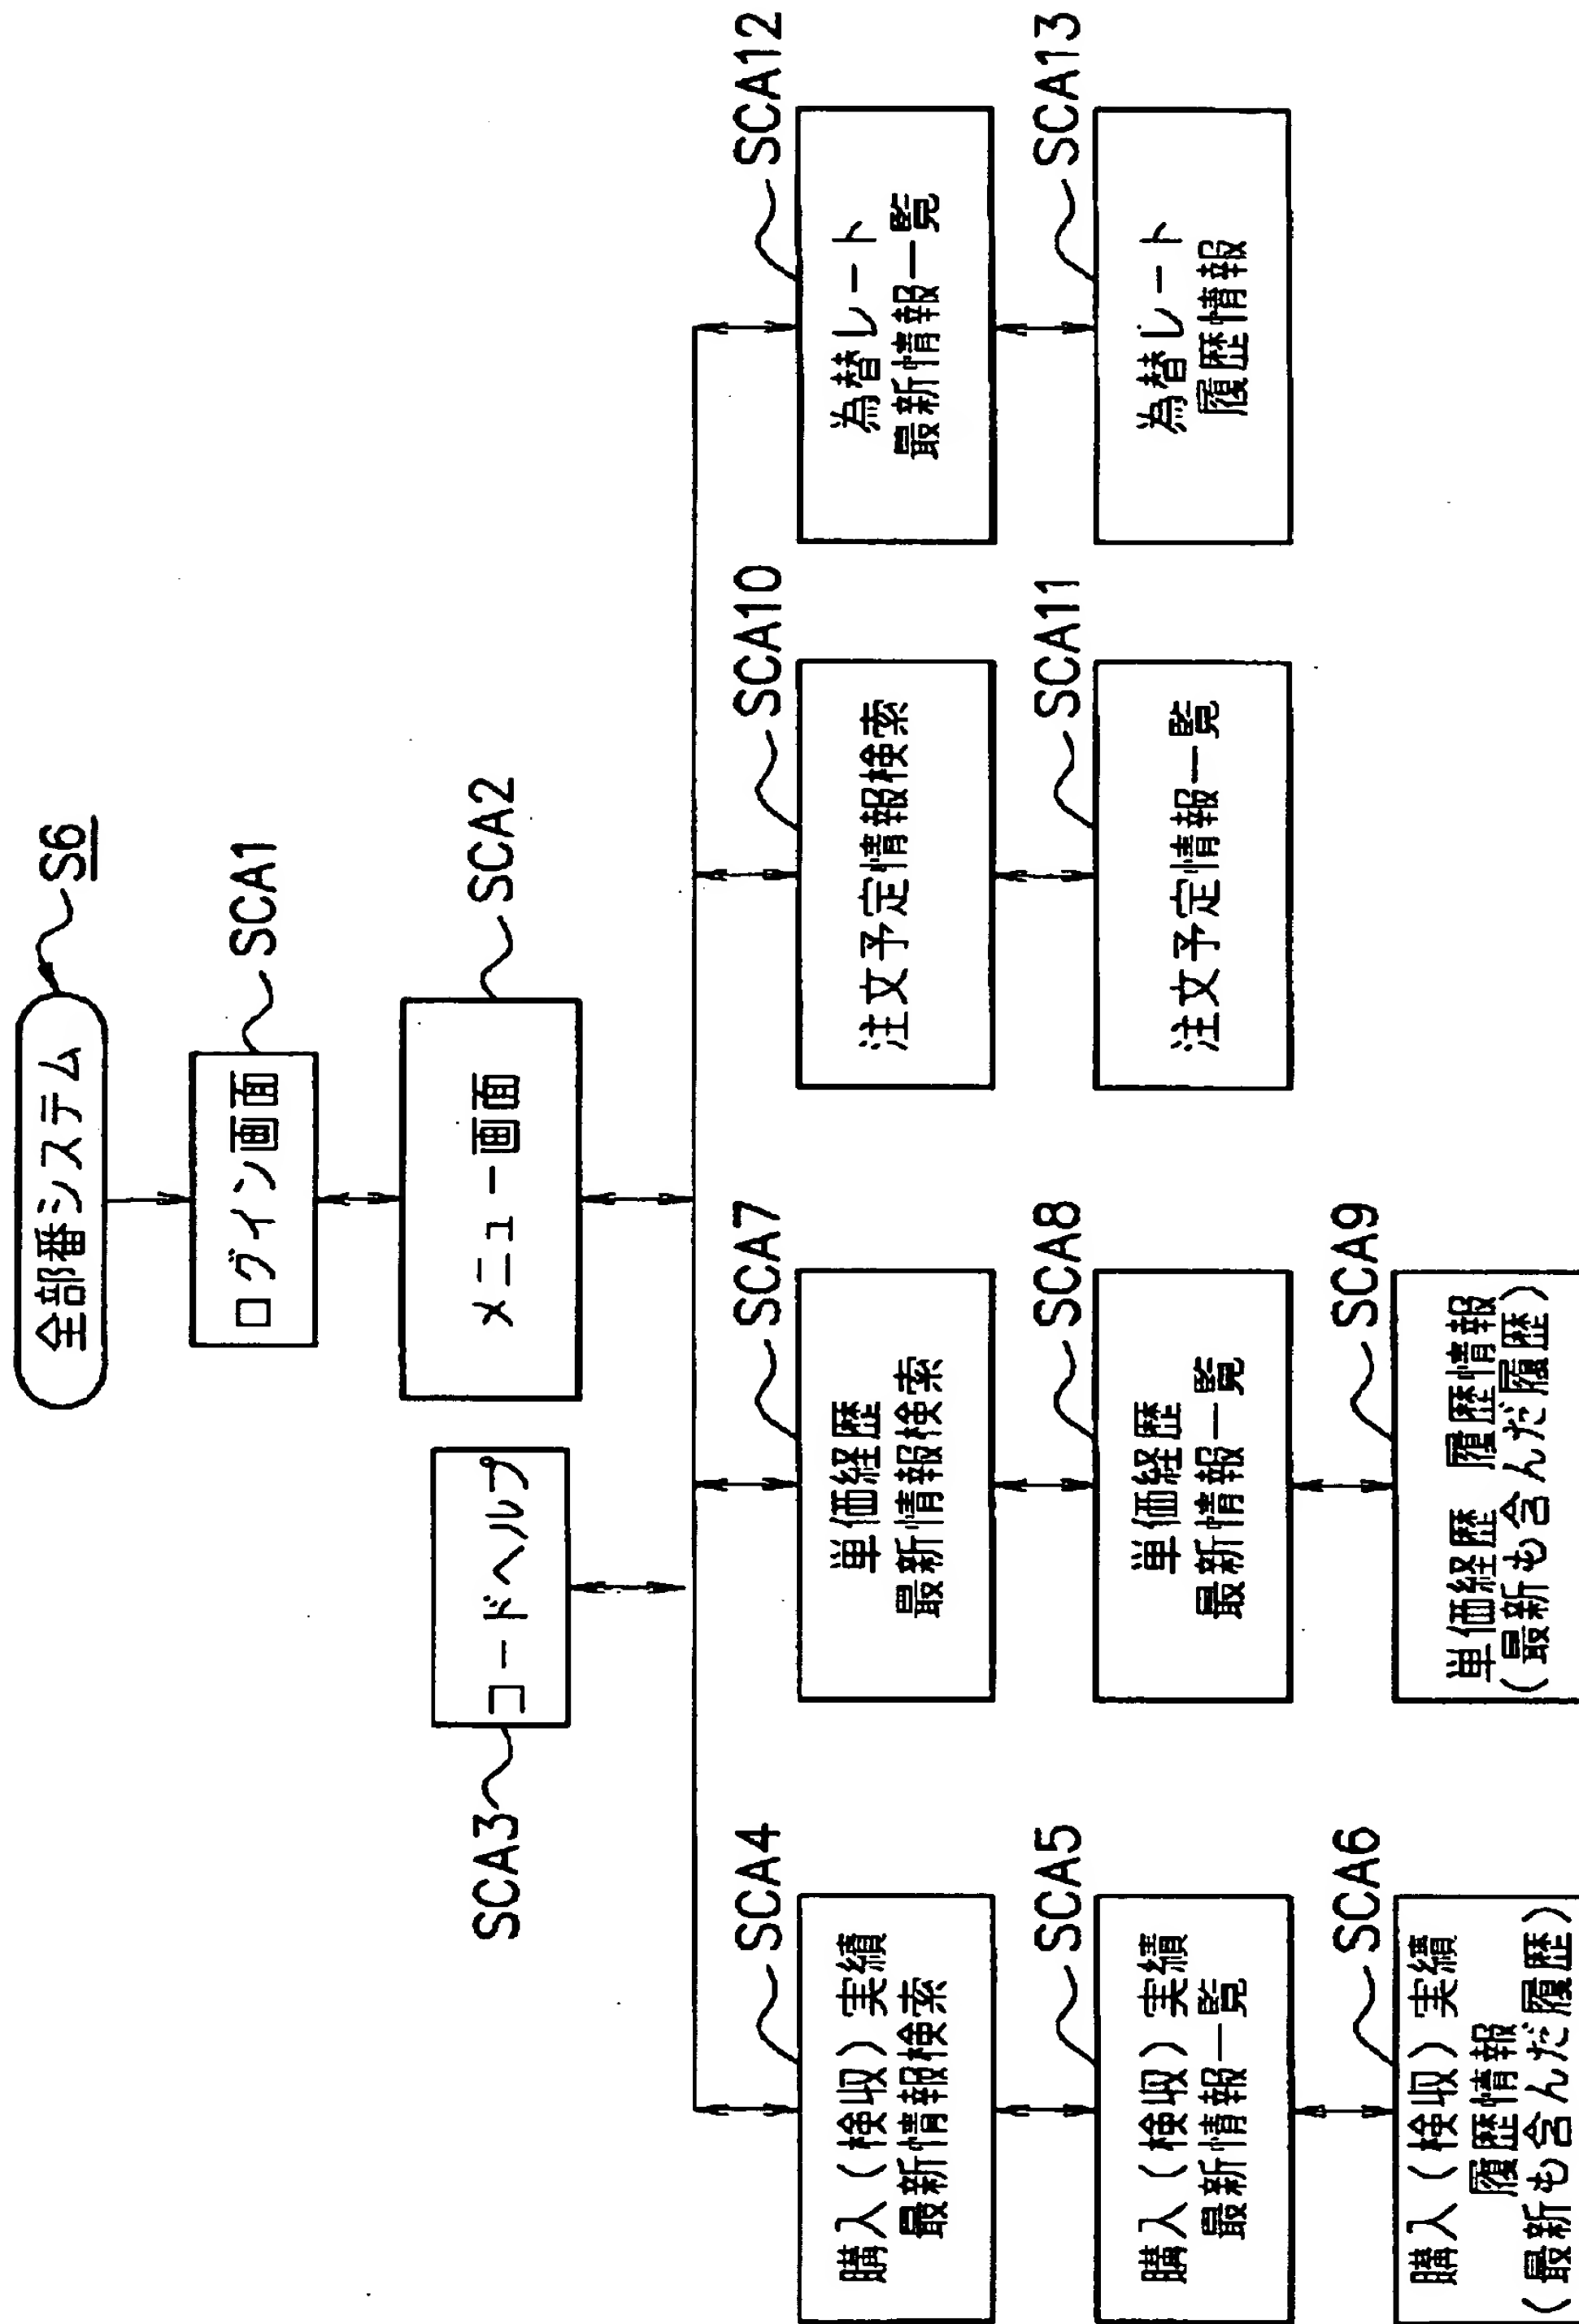 全部番システム
S6
ログイン画面
SCA1
メニュー画面
SCA2
コードヘルプ
SCA3
購入(検収)実績
最新情報検索
SCA4
単価経歴
最新情報検索
SCA7
注文予定情報検索
SCA10
為替レート
最新情報一覧
SCA12
購入(検収)実績
最新情報一覧
SCA5
単価経歴
最新情報一覧
SCA8
注文予定情報一覧
SCA11
為替レート
履歴情報
SCA13
購入(検収)実績
履歴情報
(最新も含んだ履歴)
SCA6
単価経歴 履歴情報
(最新も含んだ履歴)
SCA9